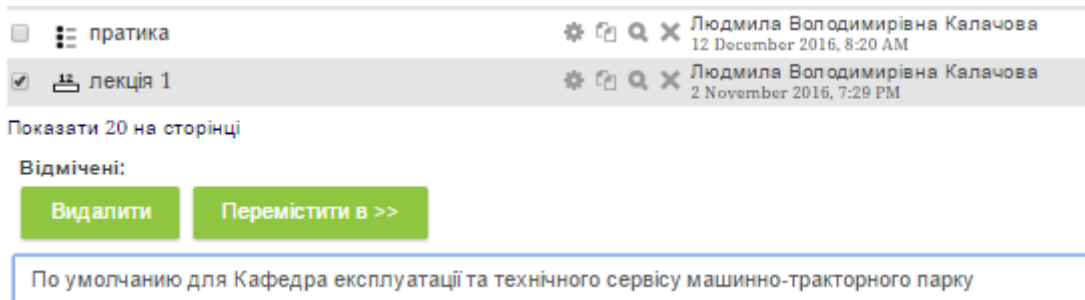 пратика
Людмила Володимирівна Калачова
12 December 2016, 8:20 AM
12 лекція 1
Людмила Володимирівна Калачова
2 November 2016, 7:29 PM
Показати 20 на сторінці
Відмічені:
Видалити Перемістити в >>
По умолчанию для Кафедра експлуатації та технічного сервісу машинно-тракторного парку